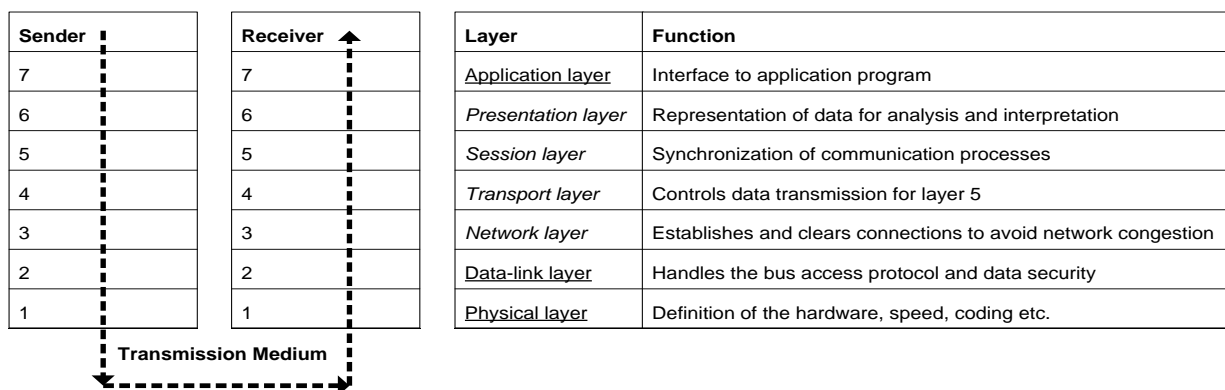 Sender Receiver Layer Function
7 7 Application layer Interface to application program
6 6 Presentation layer Representation of data for analysis and interpretation
5 5 Session layer Synchronization of communication processes
4 4 Transport layer Controls data transmission for layer 5
3 3 Network layer Establishes and clears connections to avoid network congestion
2 2 Data-link layer Handles the bus access protocol and data security
1 1 Physical layer Definition of the hardware, speed, coding etc.
Transmission Medium